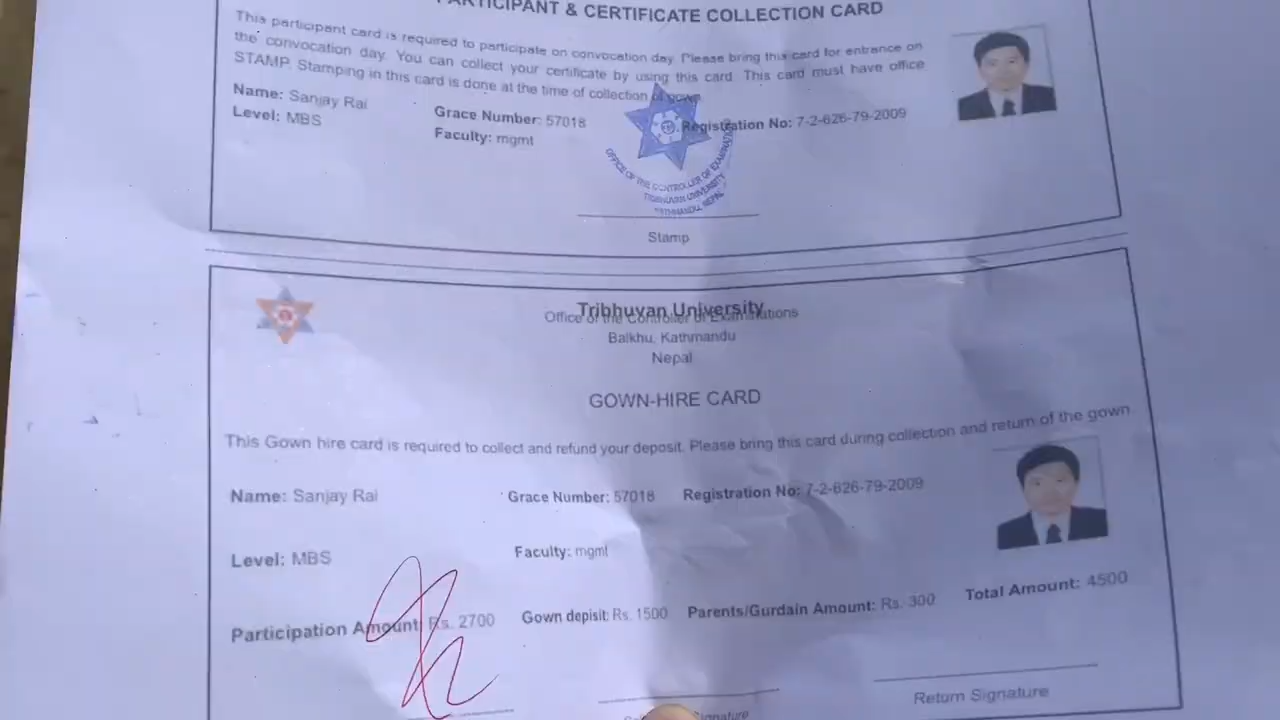 PARTICIPANT & CERTIFICATE COLLECTION CARD
This participant card is required to participate on convocation day. Please bring this card for entrance on
the convocation day. You can collect your certificate by using this card. This card must have office
STAMP. Stamping in this card is done at the time of collection of gown
Name: Sanjay Rai Grace Number: 57018 Registration No: 7-2-626-79-2009
Level: MBS Faculty: mgmt
OFFICE OF THE CONTROLLER OF EXAMINATION
TRIBHUVAN UNIVERSITY
KATHMANDU, NEPAL
Stamp
Tribhuvan University
Office of the Controller of Examinations
Balkhu, Kathmandu
Nepal
GOWN-HIRE CARD
This Gown hire card is required to collect and refund your deposit. Please bring this card during collection and return of the gown.
Name: Sanjay Rai Grace Number: 57018 Registration No: 7-2-626-79-2009
Level: MBS Faculty: mgmt
Participation Amount: Rs. 2700 Gown deposit: Rs. 1500 Parents/Gurdain Amount: Rs. 300 Total Amount: 4500
Signature Return Signature